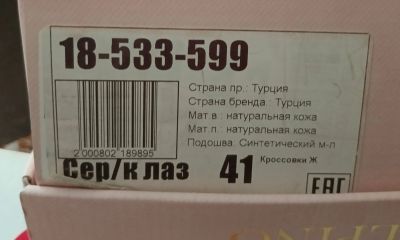 18-533-599
Страна пр.: Турция
Страна бренда: Турция
Мат в : натуральная кожа
Мат.п.: натуральная кожа
Подошва: Синтетический м-л
2 000802 189895
Сер/к лаз 41 Кроссовки Ж
EAC